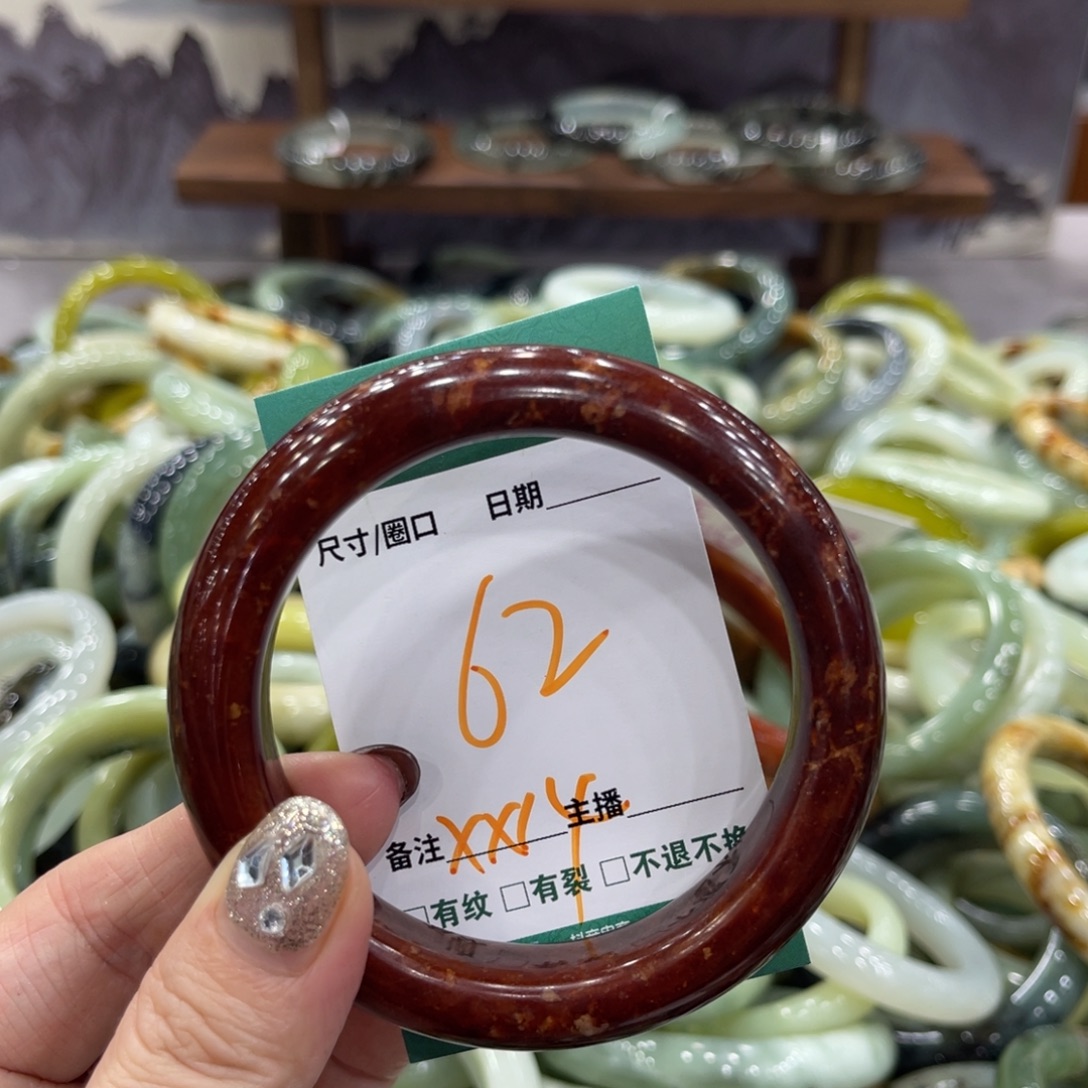 尺寸/圈口 日期
62
备注 主播
□有纹 □有裂 □不退不换